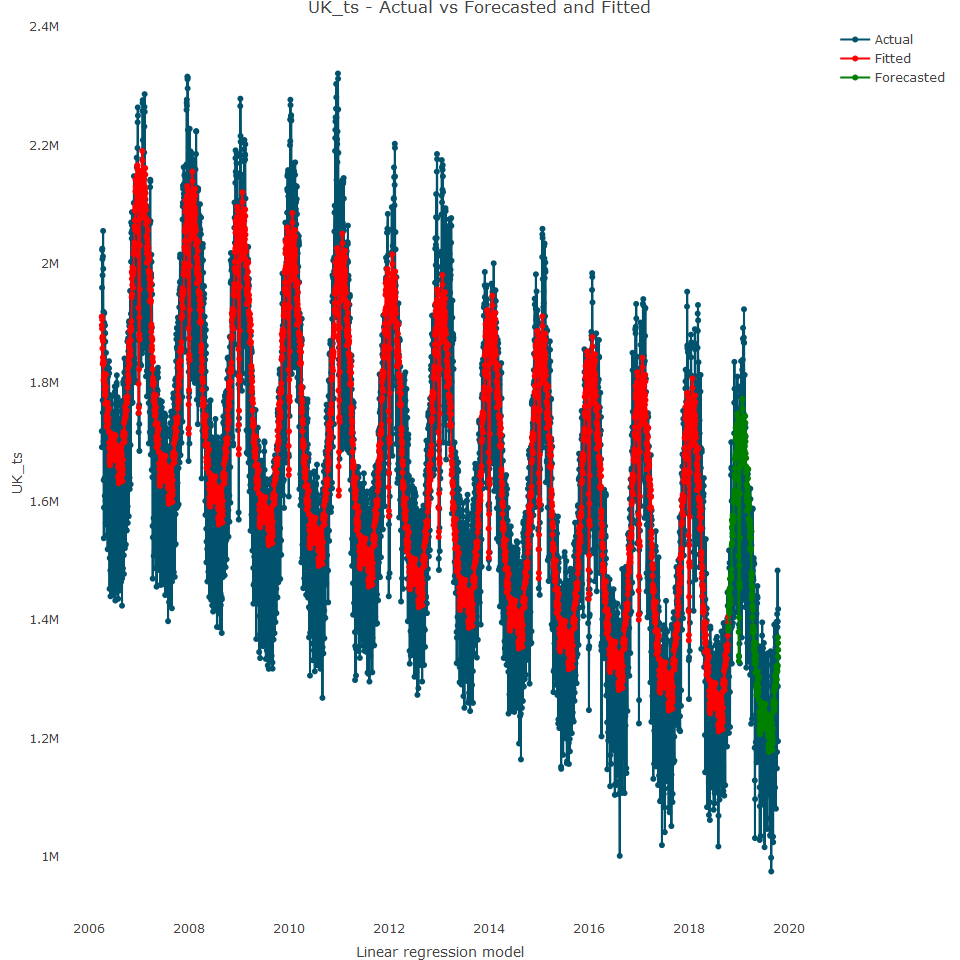 UK_ts - Actual vs Forecasted and Fitted
2.4M
2.2M
2M
1.8M
1.6M
1.4M
1.2M
1M
UK_ts
2006
2008
2010
2012
2014
2016
2018
2020
Linear regression model
Actual
Fitted
Forecasted